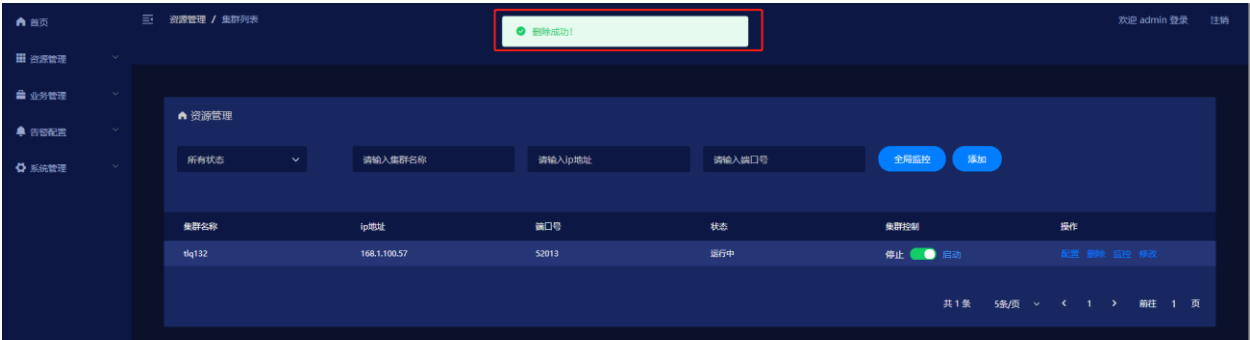 首页
资源管理 / 集群列表
删除成功!
欢迎 admin 登录 注销
资源管理
业务管理
告警配置
系统管理
资源管理
所有状态 请输入集群名称 请输入ip地址 请输入端口号 全局监控 添加
集群名称 ip地址 端口号 状态 集群控制 操作
tlq132 168.1.100.57 52013 运行中 停止 启动 配置 删除 监控 修改
共 1 条 5条/页 < 1 > 前往 1 页